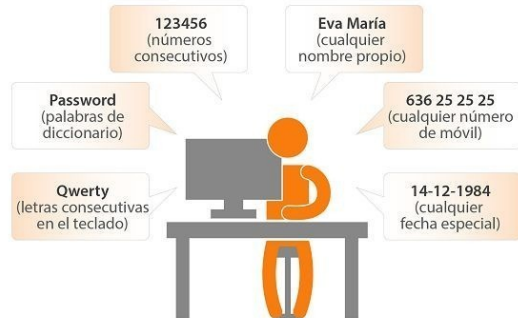 123456
(números
consecutivos)
Eva María
(cualquier
nombre propio)
Password
(palabras de
diccionario)
636 25 25 25
(cualquier número
de móvil)
Qwerty
(letras consecutivas
en el teclado)
14-12-1984
(cualquier
fecha especial)